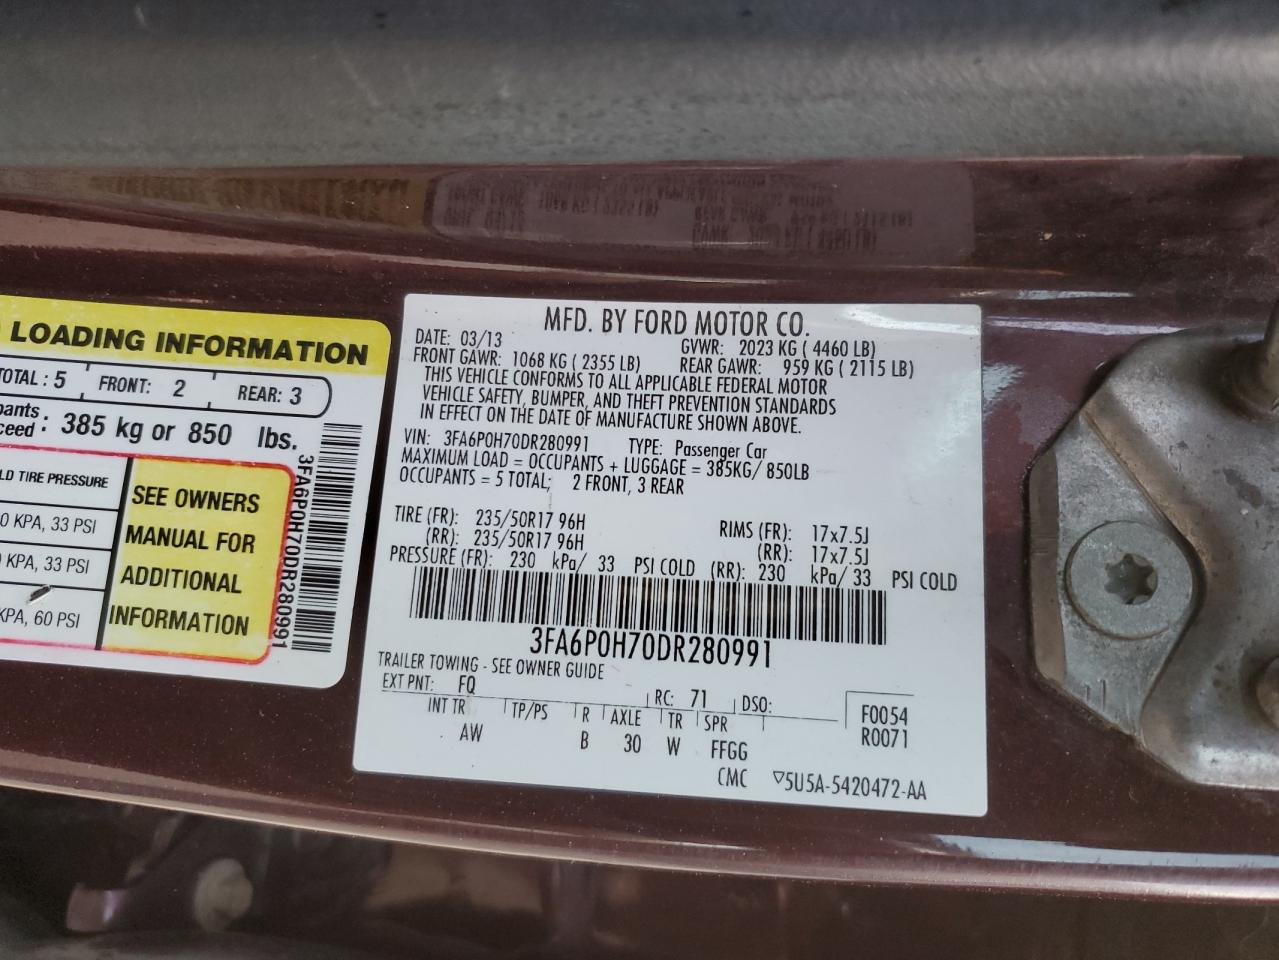 LOADING INFORMATION
TOTAL : 5 FRONT: 2 REAR: 3
385 kg or 850 lbs.
TIRE PRESSURE
KPA, 33 PSI
KPA, 33 PSI
KPA, 60 PSI
SEE OWNERS
MANUAL FOR
ADDITIONAL
INFORMATION
3FA6P0H70DR280991
MFD. BY FORD MOTOR CO.
DATE: 03/13 GVWR: 2023 KG ( 4460 LB)
FRONT GAWR: 1068 KG ( 2355 LB) REAR GAWR: 959 KG ( 2115 LB)
THIS VEHICLE CONFORMS TO ALL APPLICABLE FEDERAL MOTOR
VEHICLE SAFETY, BUMPER, AND THEFT PREVENTION STANDARDS
IN EFFECT ON THE DATE OF MANUFACTURE SHOWN ABOVE.
VIN: 3FA6P0H70DR280991 TYPE: Passenger Car
MAXIMUM LOAD = OCCUPANTS + LUGGAGE = 385KG/ 850LB
OCCUPANTS = 5 TOTAL; 2 FRONT, 3 REAR
TIRE (FR): 235/50R17 96H RIMS (FR): 17x7.5J
(RR): 235/50R17 96H (RR): 17x7.5J
PRESSURE (FR): 230 kPa/ 33 PSI COLD (RR): 230 kPa/ 33 PSI COLD
3FA6P0H70DR280991
TRAILER TOWING - SEE OWNER GUIDE
EXT PNT: FQ RC: 71 DSO: F0054
INT TR TP/PS R AXLE TR SPR R0071
AW B 30 W FFGG
CMC ▽5U5A-5420472-AA